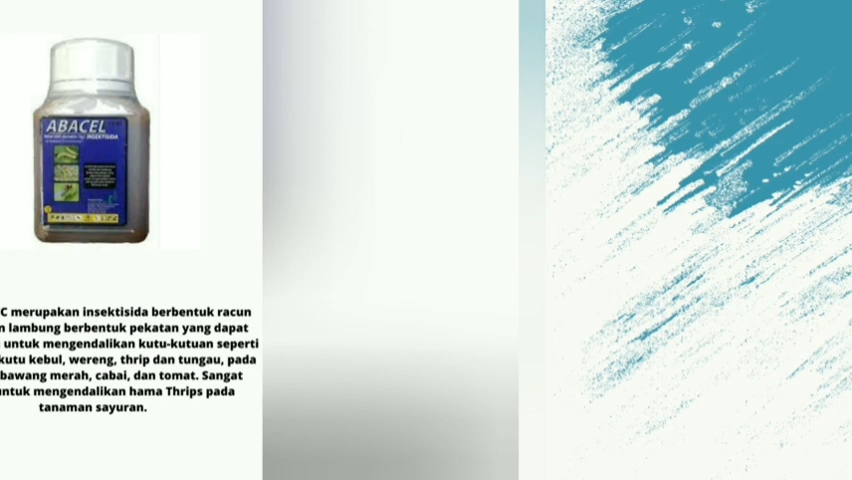 ABACEL
INSEKTISIDA
C merupakan insektisida berbentuk racun
n lambung berbentuk pekatan yang dapat
untuk mengendalikan kutu-kutuan seperti
kutu kebul, wereng, thrip dan tungau, pada
bawang merah, cabai, dan tomat. Sangat
untuk mengendalikan hama Thrips pada
tanaman sayuran.